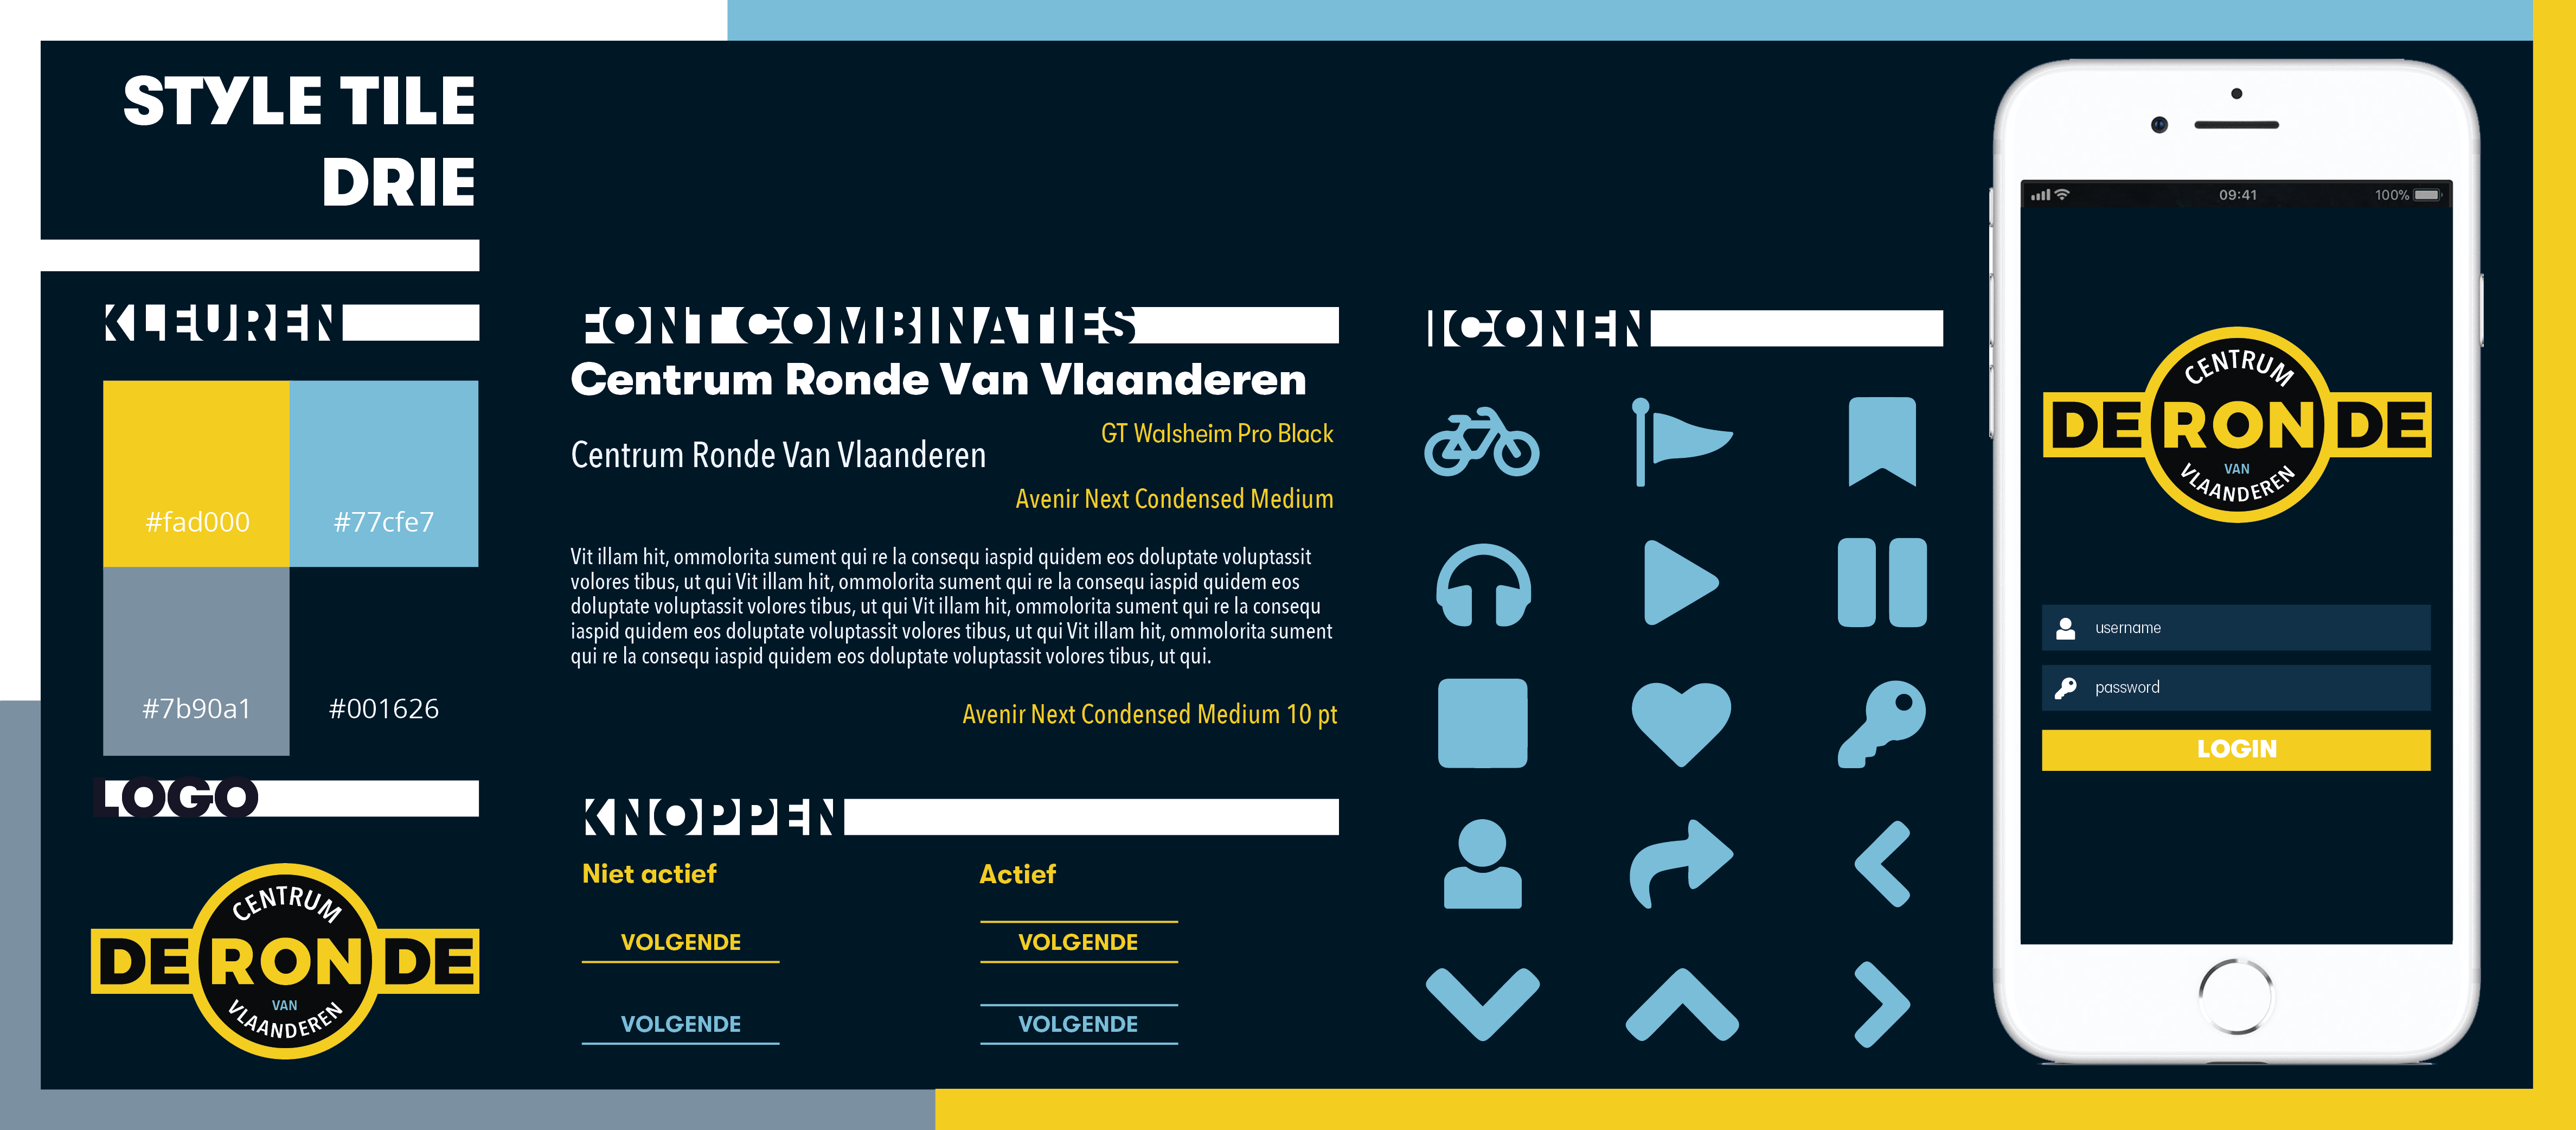 STYLE TILE
DRIE
KLEUREN
#fad000
#77cfe7
#7b90a1
#001626
LOGO
CENTRUM
DE RONDE
VAN
VLAANDEREN
FONT COMBINATIES
Centrum Ronde Van Vlaanderen
GT Walsheim Pro Black
Centrum Ronde Van Vlaanderen
Avenir Next Condensed Medium
Vit illam hit, ommolorita sument qui re la consequ iaspid quidem eos doluptate voluptassit
volores tibus, ut qui Vit illam hit, ommolorita sument qui re la consequ iaspid quidem eos
doluptate voluptassit volores tibus, ut qui Vit illam hit, ommolorita sument qui re la consequ
iaspid quidem eos doluptate voluptassit volores tibus, ut qui Vit illam hit, ommolorita sument
qui re la consequ iaspid quidem eos doluptate voluptassit volores tibus, ut qui.
Avenir Next Condensed Medium 10 pt
KNOPPEN
Niet actief
Actief
VOLGENDE
VOLGENDE
VOLGENDE
VOLGENDE
ICONEN
09:41
100%
CENTRUM
DE RONDE
VAN
VLAANDEREN
username
password
LOGIN